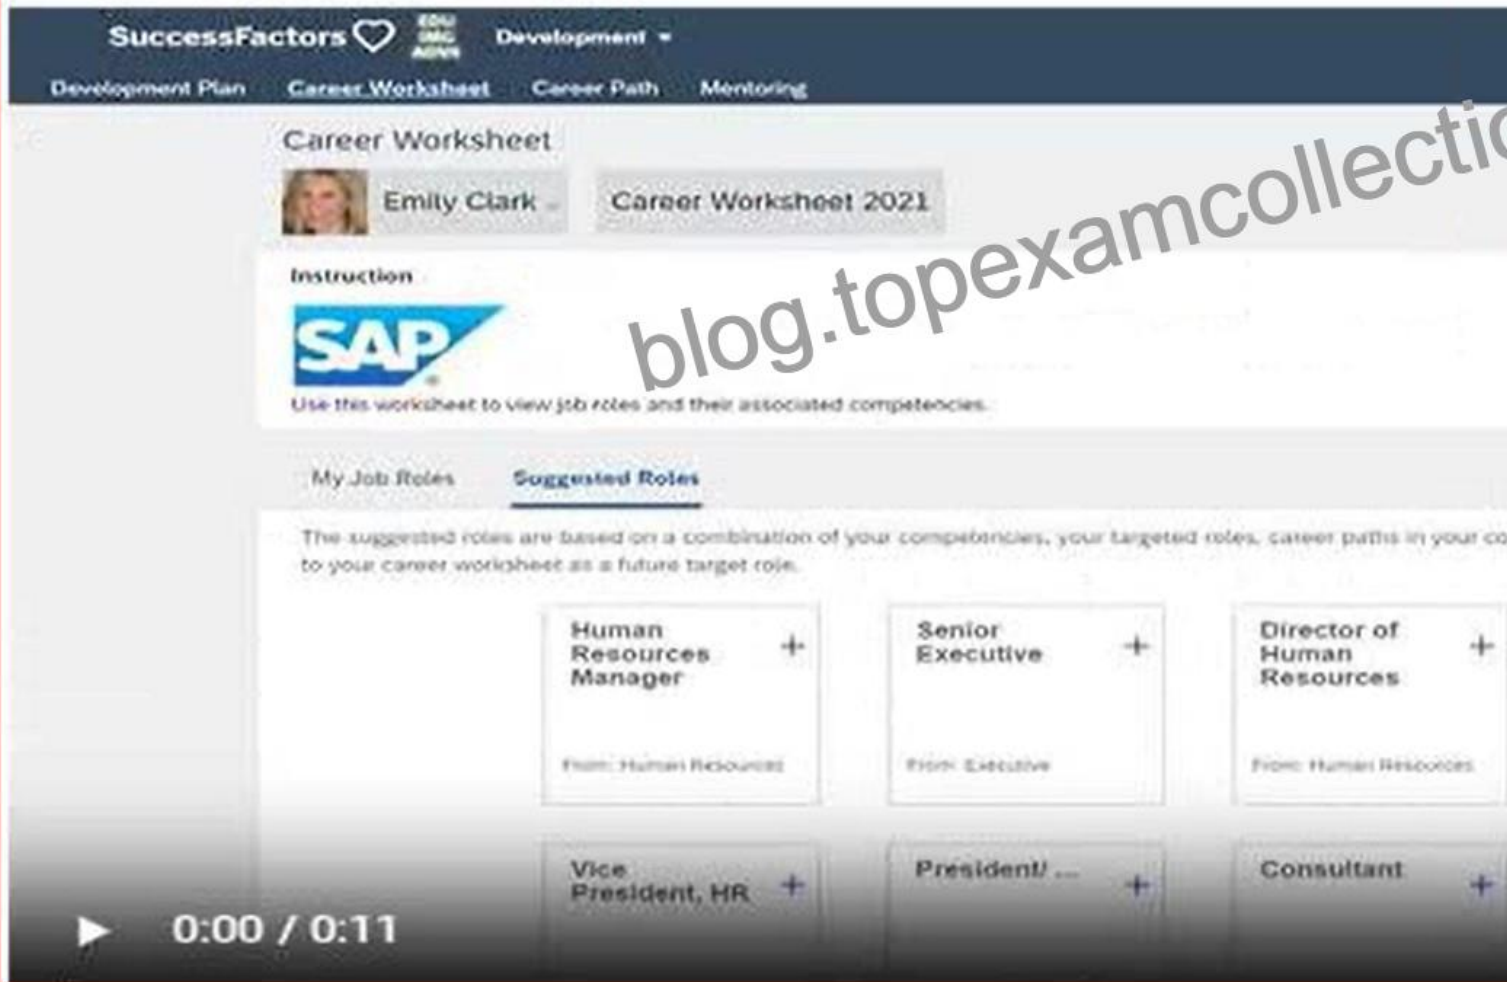 SuccessFactors
Development
Development Plan Career Worksheet Career Path Mentoring
Career Worksheet
Emily Clark
Career Worksheet 2021
blog.topexamcollectio
Instruction
SAP
Use this worksheet to view job roles and their associated competencies.
My Job Roles Suggested Roles
The suggested roles are based on a combination of your competencies, your targeted roles, career paths in your co
to your career worksheet as a future target role.
Human Resources Manager +
From: Human Resources
Senior Executive +
From: Executive
Director of Human Resources +
From: Human Resources
Vice President, HR +
President/ ... +
Consultant +
0:00 / 0:11